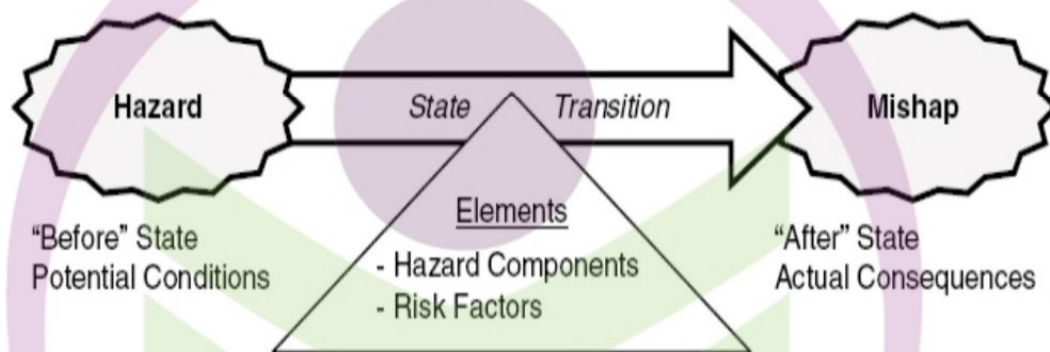 Hazard
State Transition
Mishap
Elements
- Hazard Components
- Risk Factors
“Before” State
Potential Conditions
“After” State
Actual Consequences